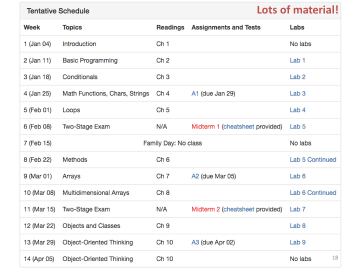 Tentative Schedule
Lots of material!
Week Topics Readings Assignments and Tests Labs
1 (Jan 04) Introduction Ch 1 No labs
2 (Jan 11) Basic Programming Ch 2 Lab 1
3 (Jan 18) Conditionals Ch 3 Lab 2
4 (Jan 25) Math Functions, Chars, Strings Ch 4 A1 (due Jan 29) Lab 3
5 (Feb 01) Loops Ch 5 Lab 4
6 (Feb 08) Two-Stage Exam N/A Midterm 1 (cheatsheet provided) Lab 5
7 (Feb 15) Family Day: No class No labs
8 (Feb 22) Methods Ch 6 Lab 5 Continued
9 (Mar 01) Arrays Ch 7 A2 (due Mar 05) Lab 6
10 (Mar 08) Multidimensional Arrays Ch 8 Lab 6 Continued
11 (Mar 15) Two-Stage Exam N/A Midterm 2 (cheatsheet provided) Lab 7
12 (Mar 22) Objects and Classes Ch 9 Lab 8
13 (Mar 29) Object-Oriented Thinking Ch 10 A3 (due Apr 02) Lab 9
14 (Apr 05) Object-Oriented Thinking Ch 10 No labs
18